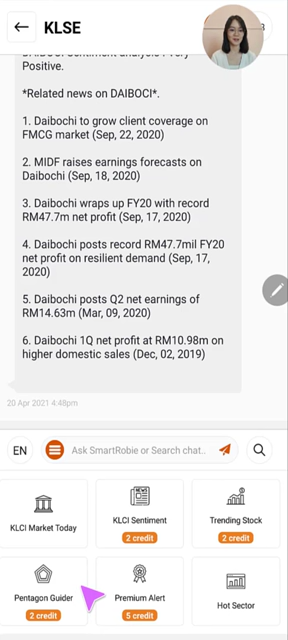 KLSE
Positive.
*Related news on DAIBOCI*.
1. Daibochi to grow client coverage on
FMCG market (Sep, 22, 2020)
2. MIDF raises earnings forecasts on
Daibochi (Sep, 18, 2020)
3. Daibochi wraps up FY20 with record
RM47.7m net profit (Sep, 17, 2020)
4. Daibochi posts record RM47.7mil FY20
net profit on resilient demand (Sep, 17,
2020)
5. Daibochi posts Q2 net earnings of
RM14.63m (Mar, 09, 2020)
6. Daibochi 1Q net profit at RM10.98m on
higher domestic sales (Dec, 02, 2019)
20 Apr 2021 4:48pm
EN
Ask SmartRobie or Search chat..
KLCI Market Today
KLCI Sentiment
2 credit
Trending Stock
2 credit
Pentagon Guider
2 credit
Premium Alert
5 credit
Hot Sector